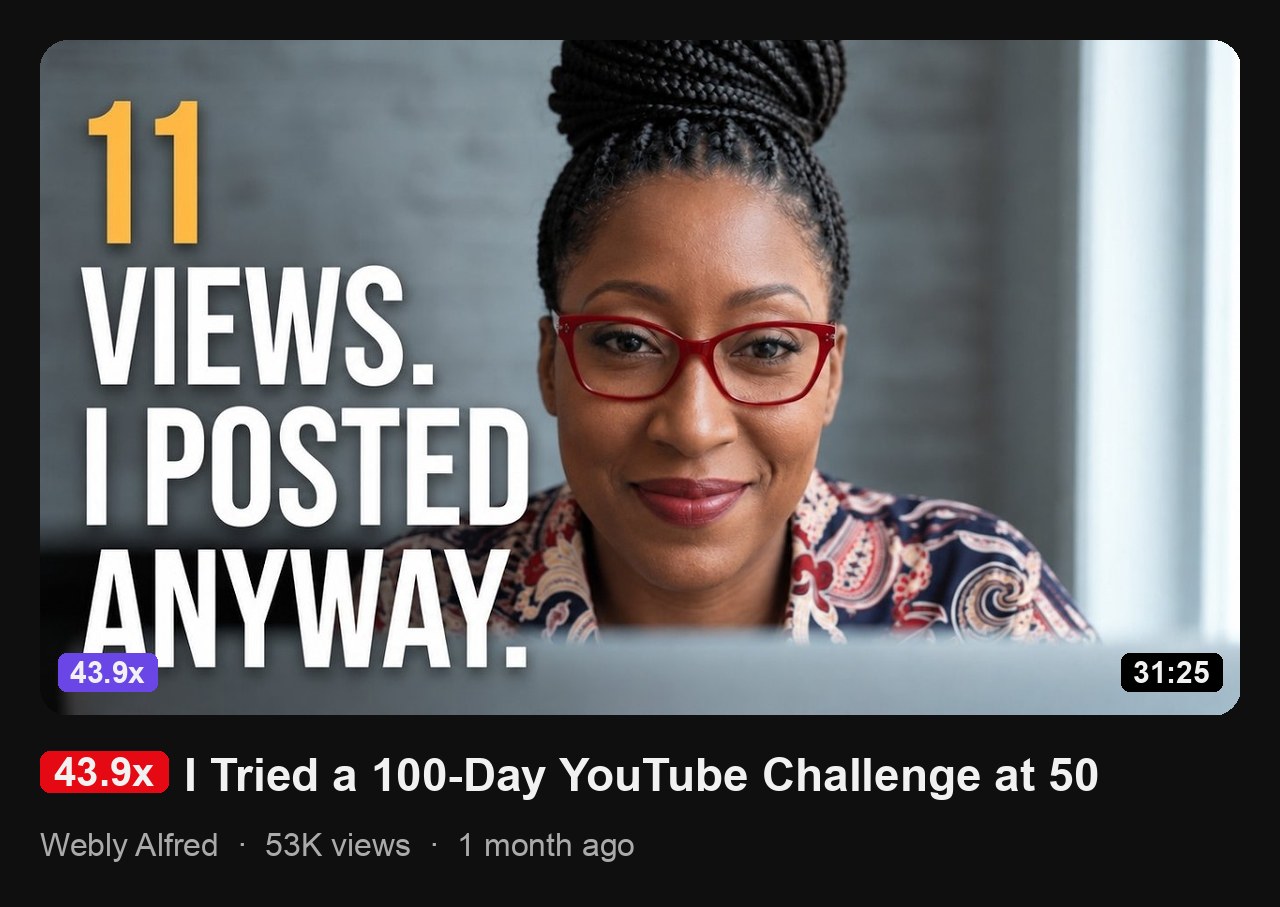 11
VIEWS.
I POSTED
ANYWAY.
43.9x
31:25
43.9x I Tried a 100-Day YouTube Challenge at 50
Webly Alfred · 53K views · 1 month ago